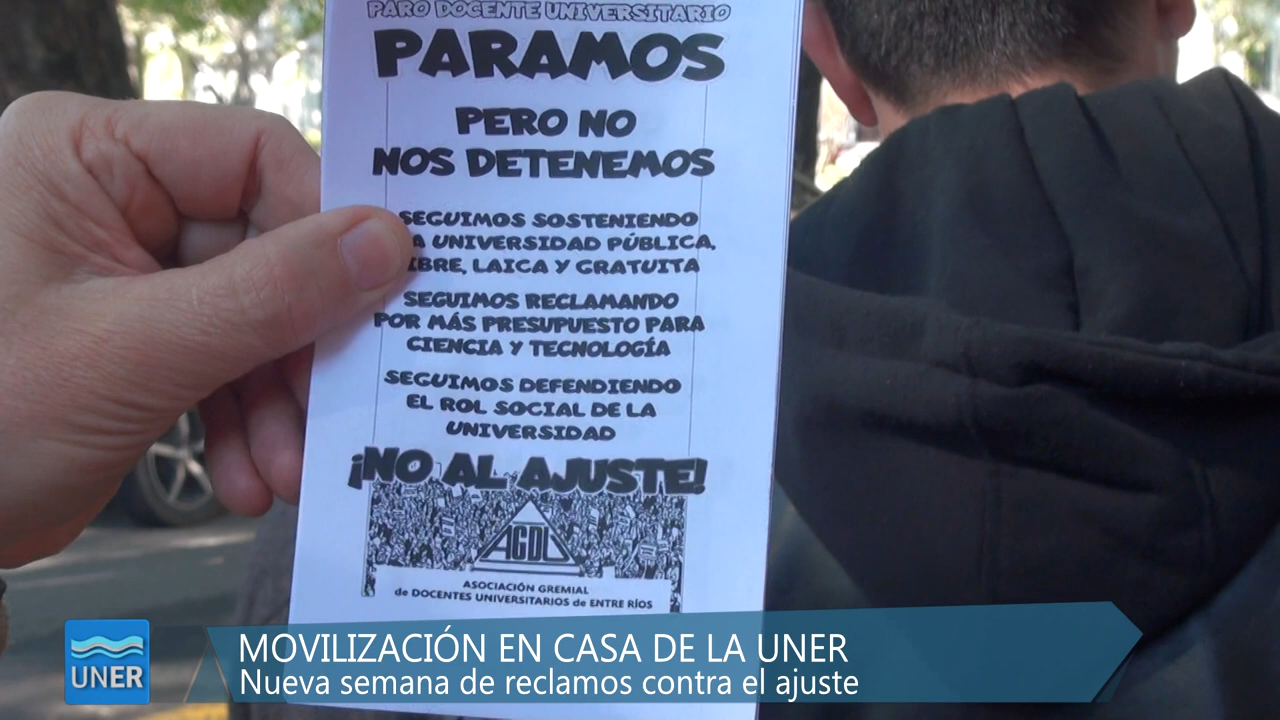 PARO DOCENTE UNIVERSITARIO
PARAMOS
PERO NO
NOS DETENEMOS
SEGUIMOS SOSTENIENDO
A UNIVERSIDAD PÚBLICA,
IBRE, LAICA Y GRATUITA
SEGUIMOS RECLAMANDO
POR MÁS PRESUPUESTO PARA
CIENCIA Y TECNOLOGÍA
SEGUIMOS DEFENDIENDO
EL ROL SOCIAL DE LA
UNIVERSIDAD
¡NO AL AJUSTE!
AGDU
ASOCIACIÓN GREMIAL
de DOCENTES UNIVERSITARIOS de ENTRE RÍOS
UNER
MOVILIZACIÓN EN CASA DE LA UNER
Nueva semana de reclamos contra el ajuste